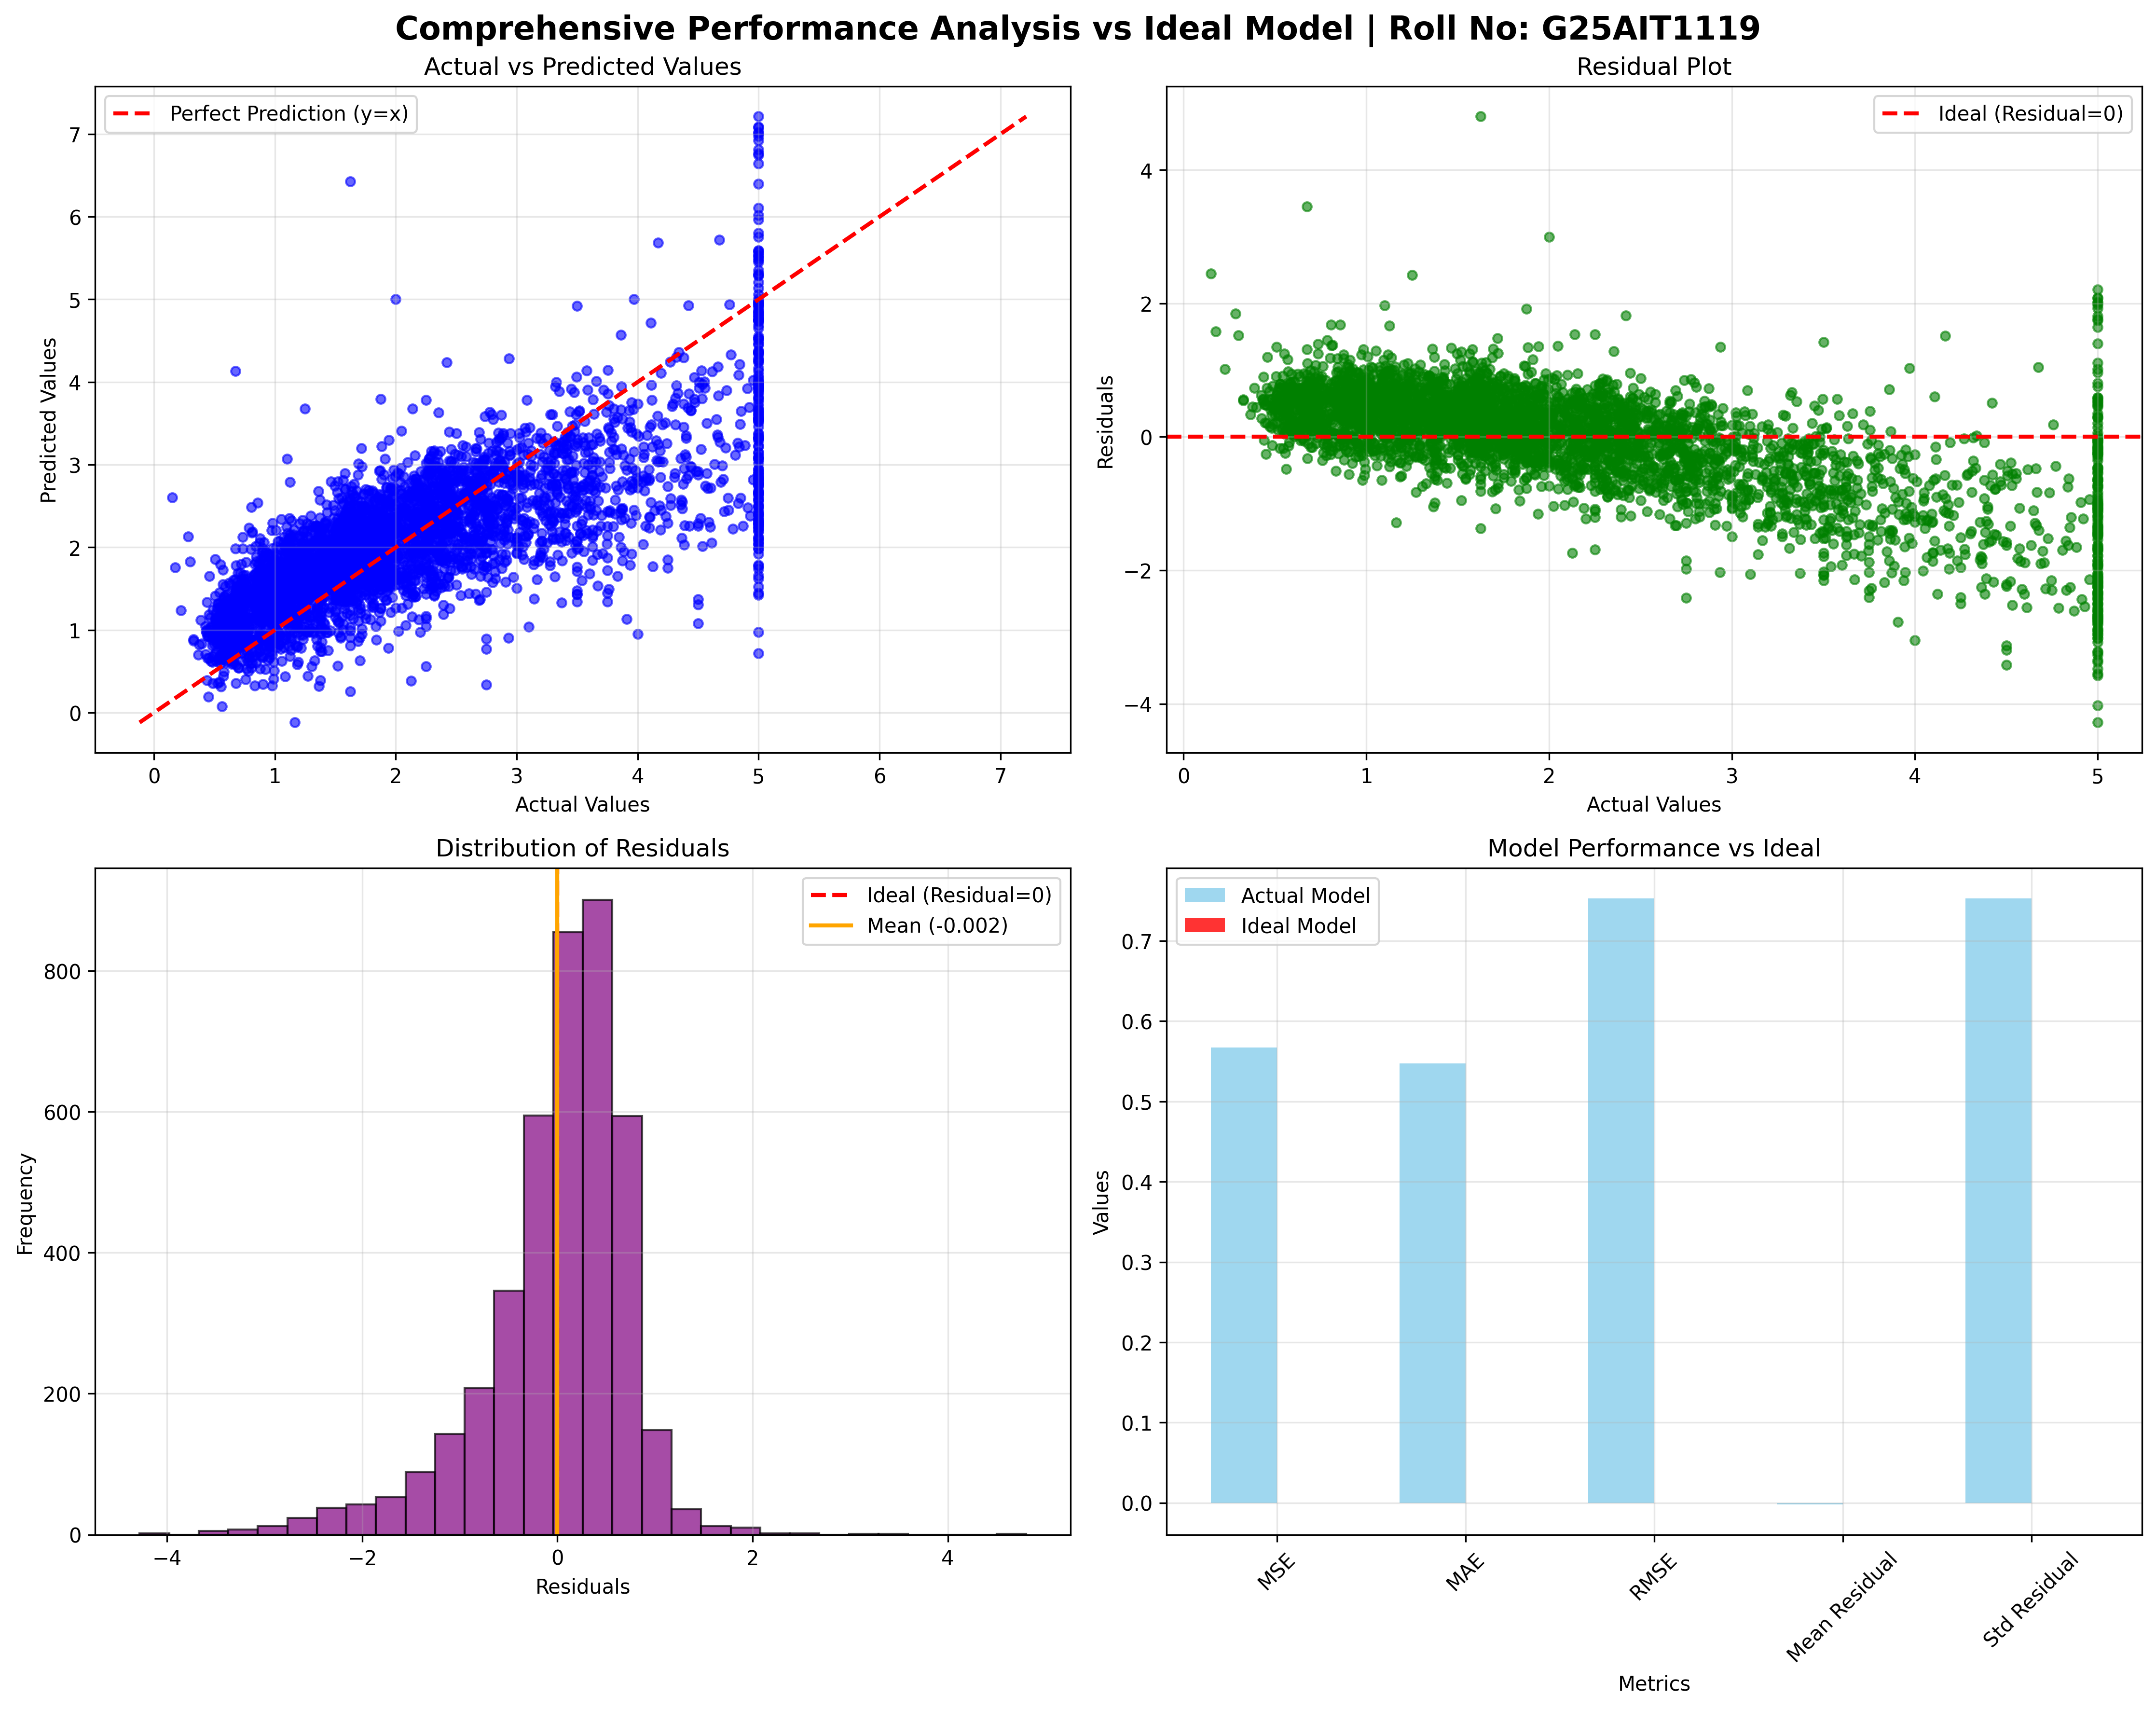 Comprehensive Performance Analysis vs Ideal Model | Roll No: G25AIT1119
Actual vs Predicted Values
Perfect Prediction (y=x)
Predicted Values
7
6
5
4
3
2
1
0
0 1 2 3 4 5 6 7
Actual Values
Residual Plot
Ideal (Residual=0)
Residuals
4
2
0
−2
−4
0 1 2 3 4 5
Actual Values
Distribution of Residuals
Ideal (Residual=0)
Mean (-0.002)
Frequency
800
600
400
200
0
−4 −2 0 2 4
Residuals
Model Performance vs Ideal
Actual Model
Ideal Model
Values
0.7
0.6
0.5
0.4
0.3
0.2
0.1
0.0
MSE
MAE
RMSE
Mean Residual
Std Residual
Metrics